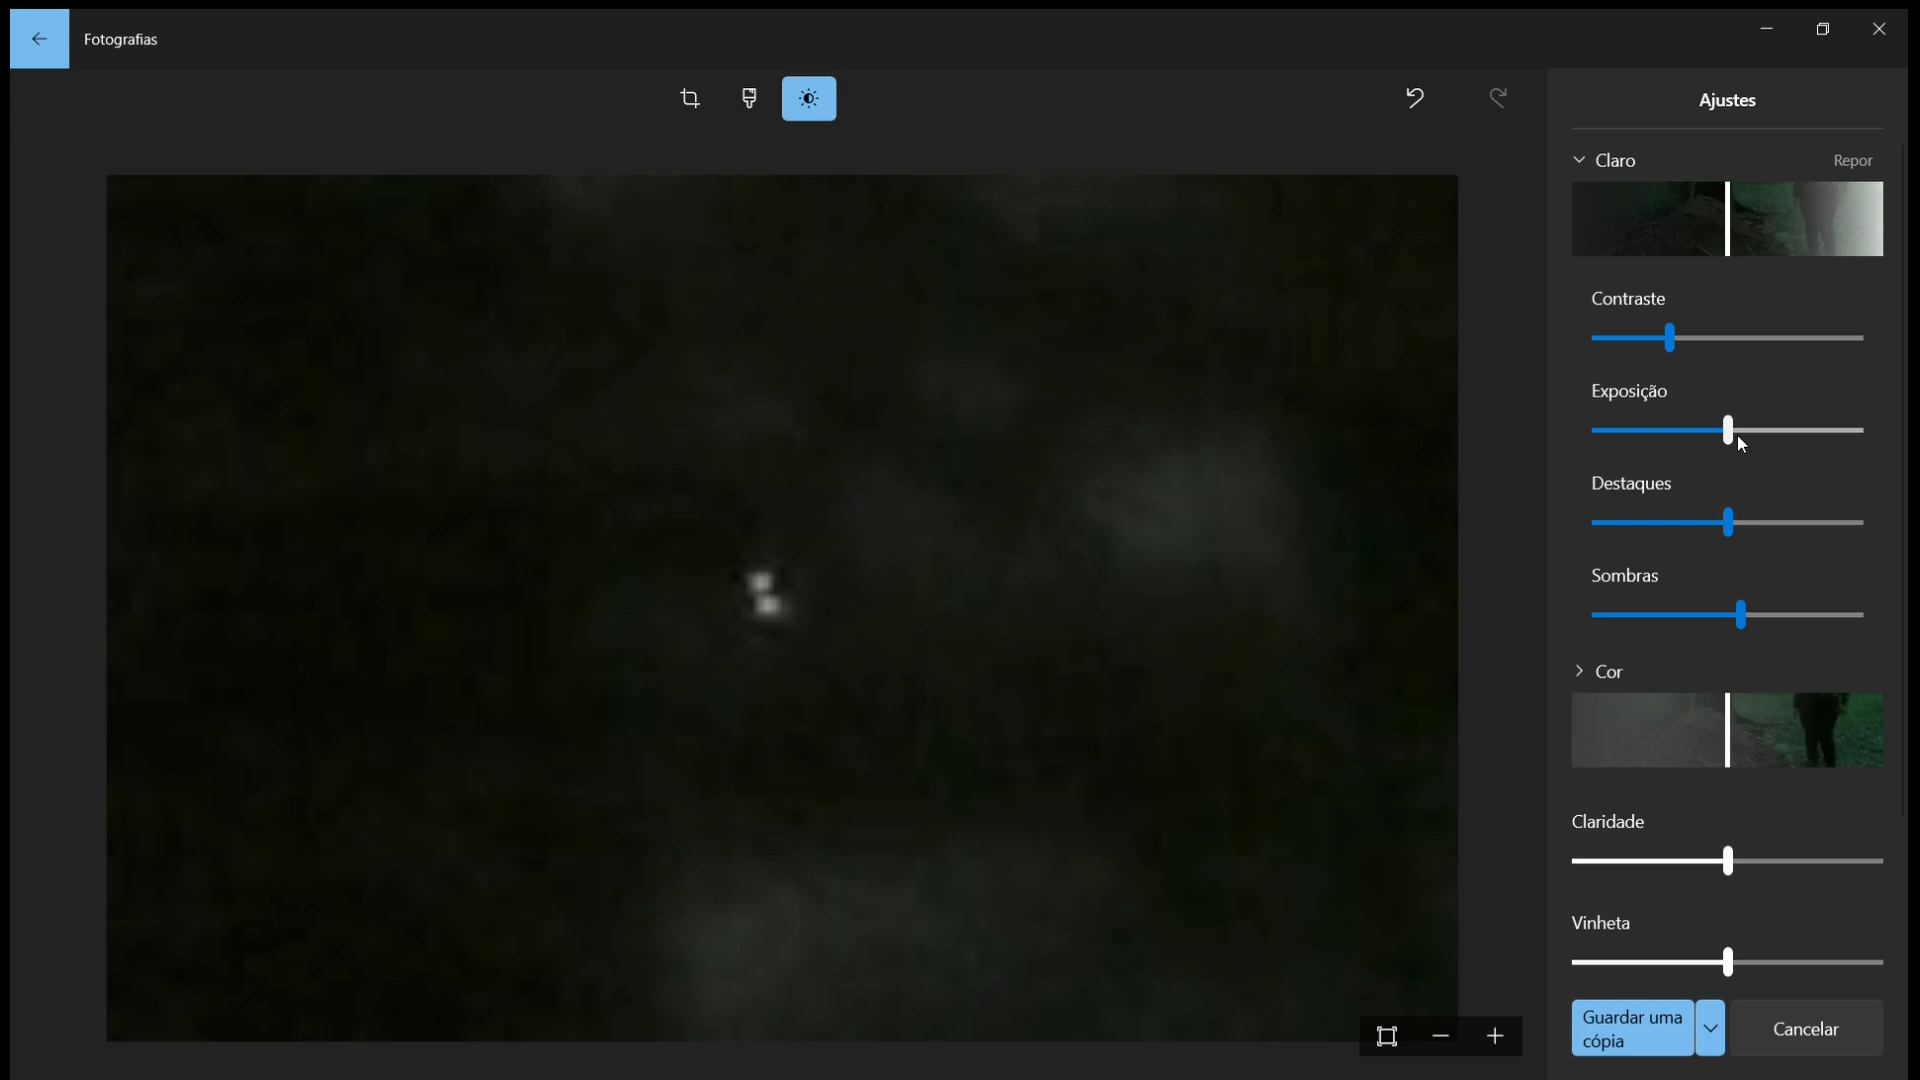 Fotografias
Ajustes
Claro
Repor
Contraste
Exposição
Destaques
Sombras
Cor
Claridade
Vinheta
Guardar uma
cópia
Cancelar